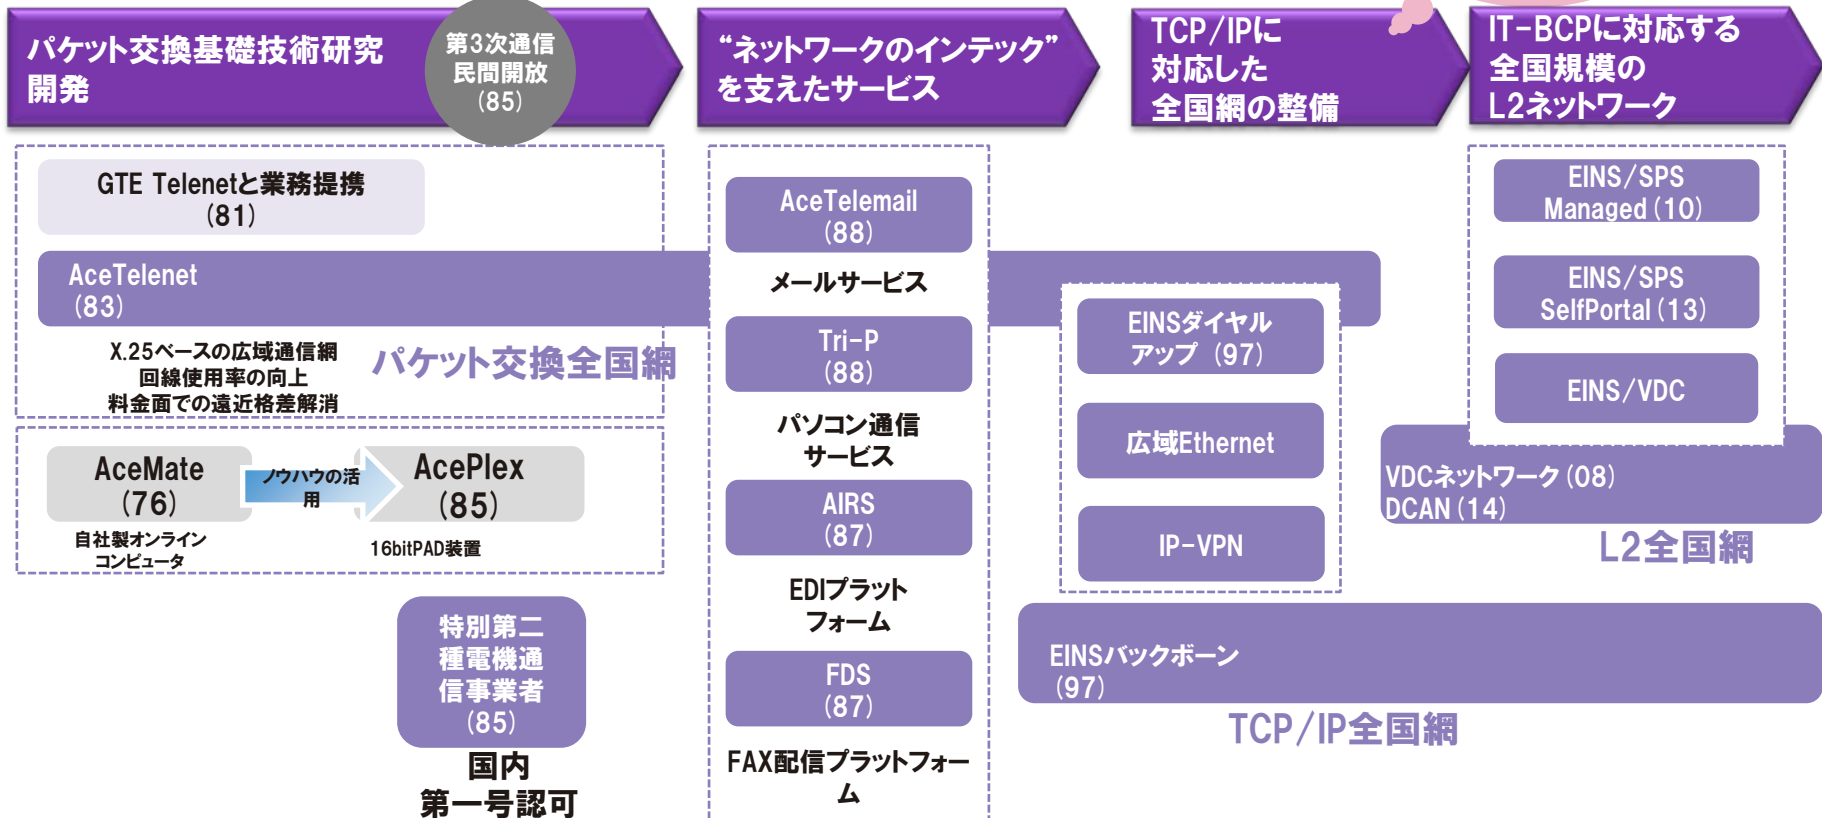 パケット交換基礎技術研究
開発
第3次通信
民間開放
(85)
“ネットワークのインテック”
を支えたサービス
TCP/IPに
対応した
全国網の整備
IT-BCPに対応する
全国規模の
L2ネットワーク
GTE Telenetと業務提携
(81)
AceTelenet
(83)
X.25ベースの広域通信網
回線使用率の向上
料金面での遠近格差解消
パケット交換全国網
AceMate
(76)
ノウハウの活
用
AcePlex
(85)
自社製オンライン
コンピュータ
16bitPAD装置
特別第二
種電機通
信事業者
(85)
国内
第一号認可
AceTelemail
(88)
メールサービス
Tri-P
(88)
パソコン通信
サービス
AIRS
(87)
EDIプラット
フォーム
FDS
(87)
FAX配信プラットフォー
ム
EINSダイヤル
アップ (97)
広域Ethernet
IP-VPN
EINSバックボーン
(97)
TCP/IP全国網
EINS/SPS
Managed(10)
EINS/SPS
SelfPortal(13)
EINS/VDC
VDCネットワーク(08)
DCAN(14)
L2全国網